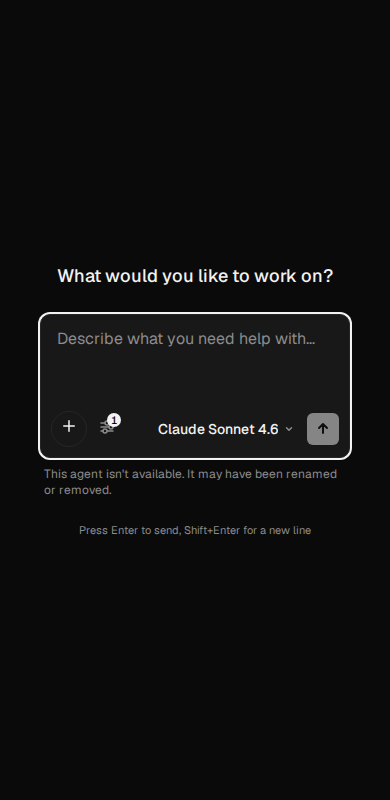 What would you like to work on?
Describe what you need help with...
1
Claude Sonnet 4.6
This agent isn't available. It may have been renamed
or removed.
Press Enter to send, Shift+Enter for a new line